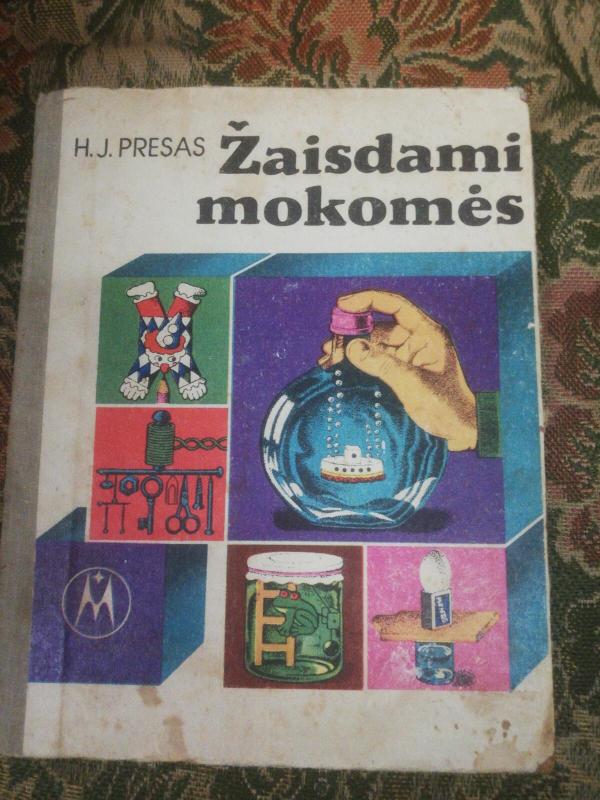 H. J. PRESAS
Žaisdami
mokomės
M